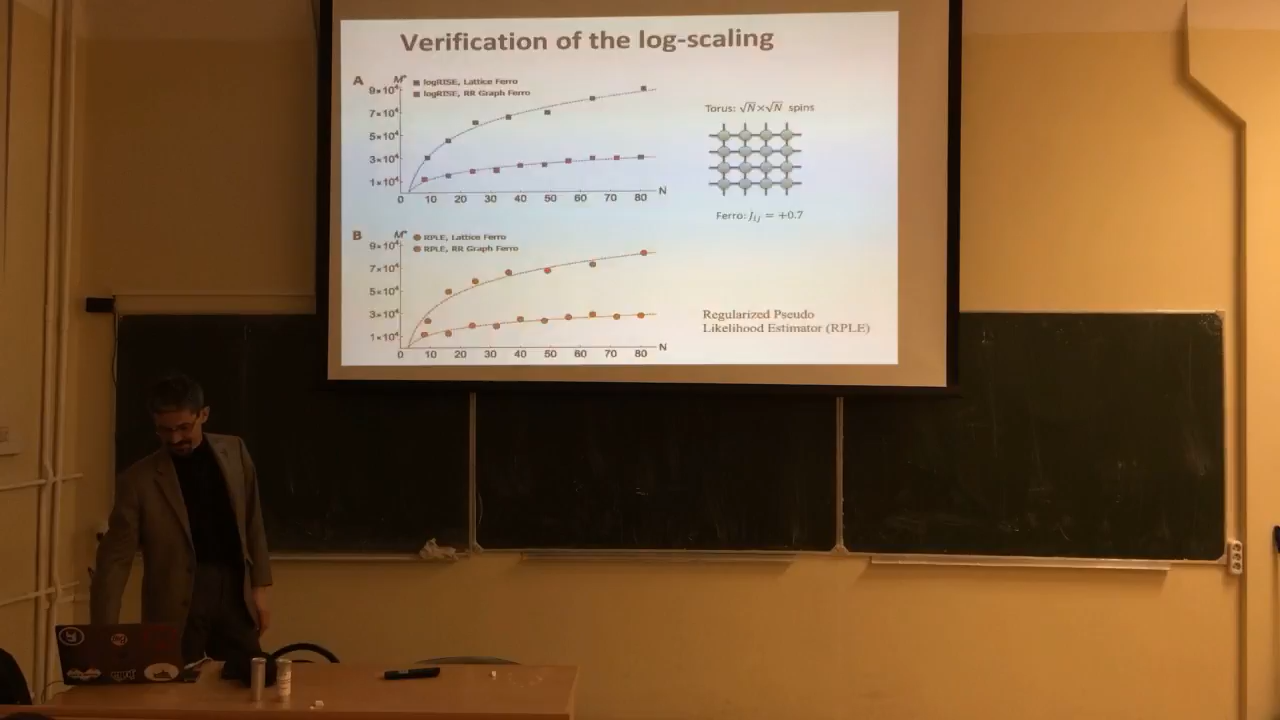 Verification of the log-scaling
A
M*
logRISE, Lattice Ferro
logRISE, RR Graph Ferro
9×10⁴
7×10⁴
5×10⁴
3×10⁴
1×10⁴
0 10 20 30 40 50 60 70 80 N
Torus: √N×√N spins
Ferro: Jᵢⱼ = +0.7
B
M*
RPLE, Lattice Ferro
RPLE, RR Graph Ferro
9×10⁴
7×10⁴
5×10⁴
3×10⁴
1×10⁴
0 10 20 30 40 50 60 70 80 N
Regularized Pseudo
Likelihood Estimator (RPLE)